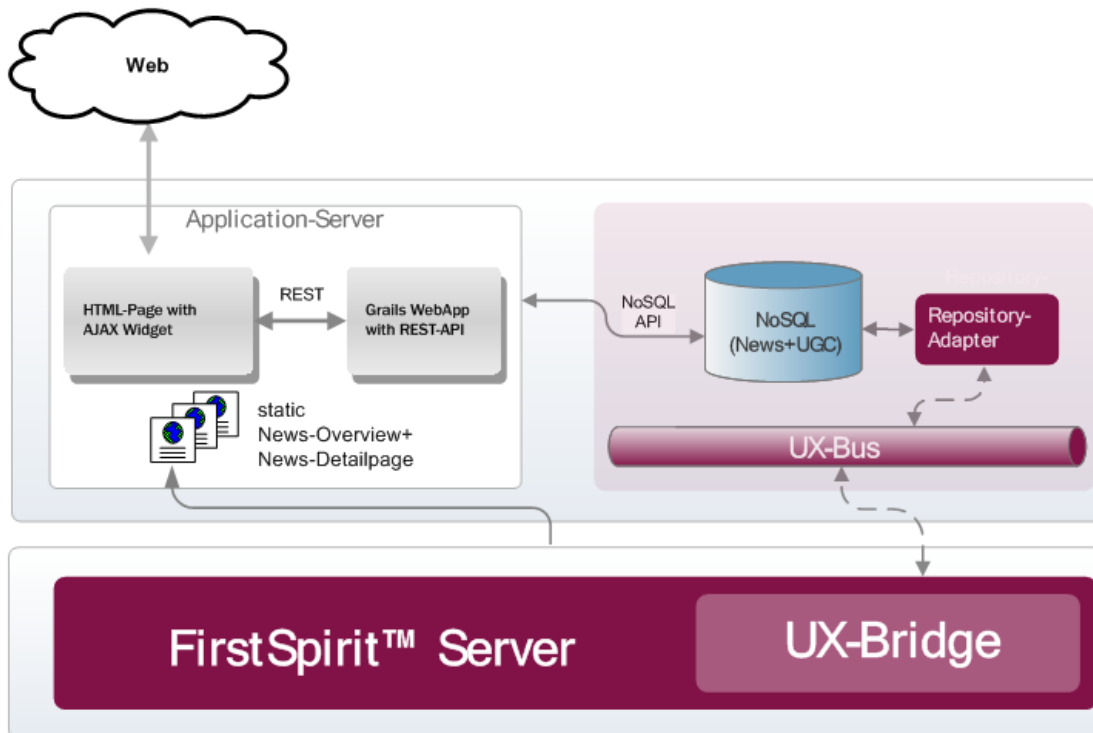 Web
Application-Server
HTML-Page with
AJAX Widget
REST
Grails WebApp
with REST-API
static
News-Overview+
News-Detailpage
NoSQL
API
NoSQL
(News+UGC)
Repository-
Repository-
Adapter
UX-Bus
FirstSpirit™ Server
UX-Bridge